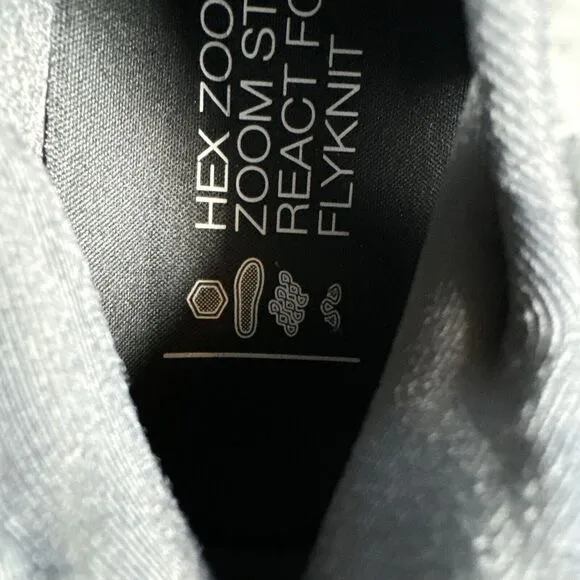 HEX ZOO
ZOOM ST
REACT FO
FLYKNIT